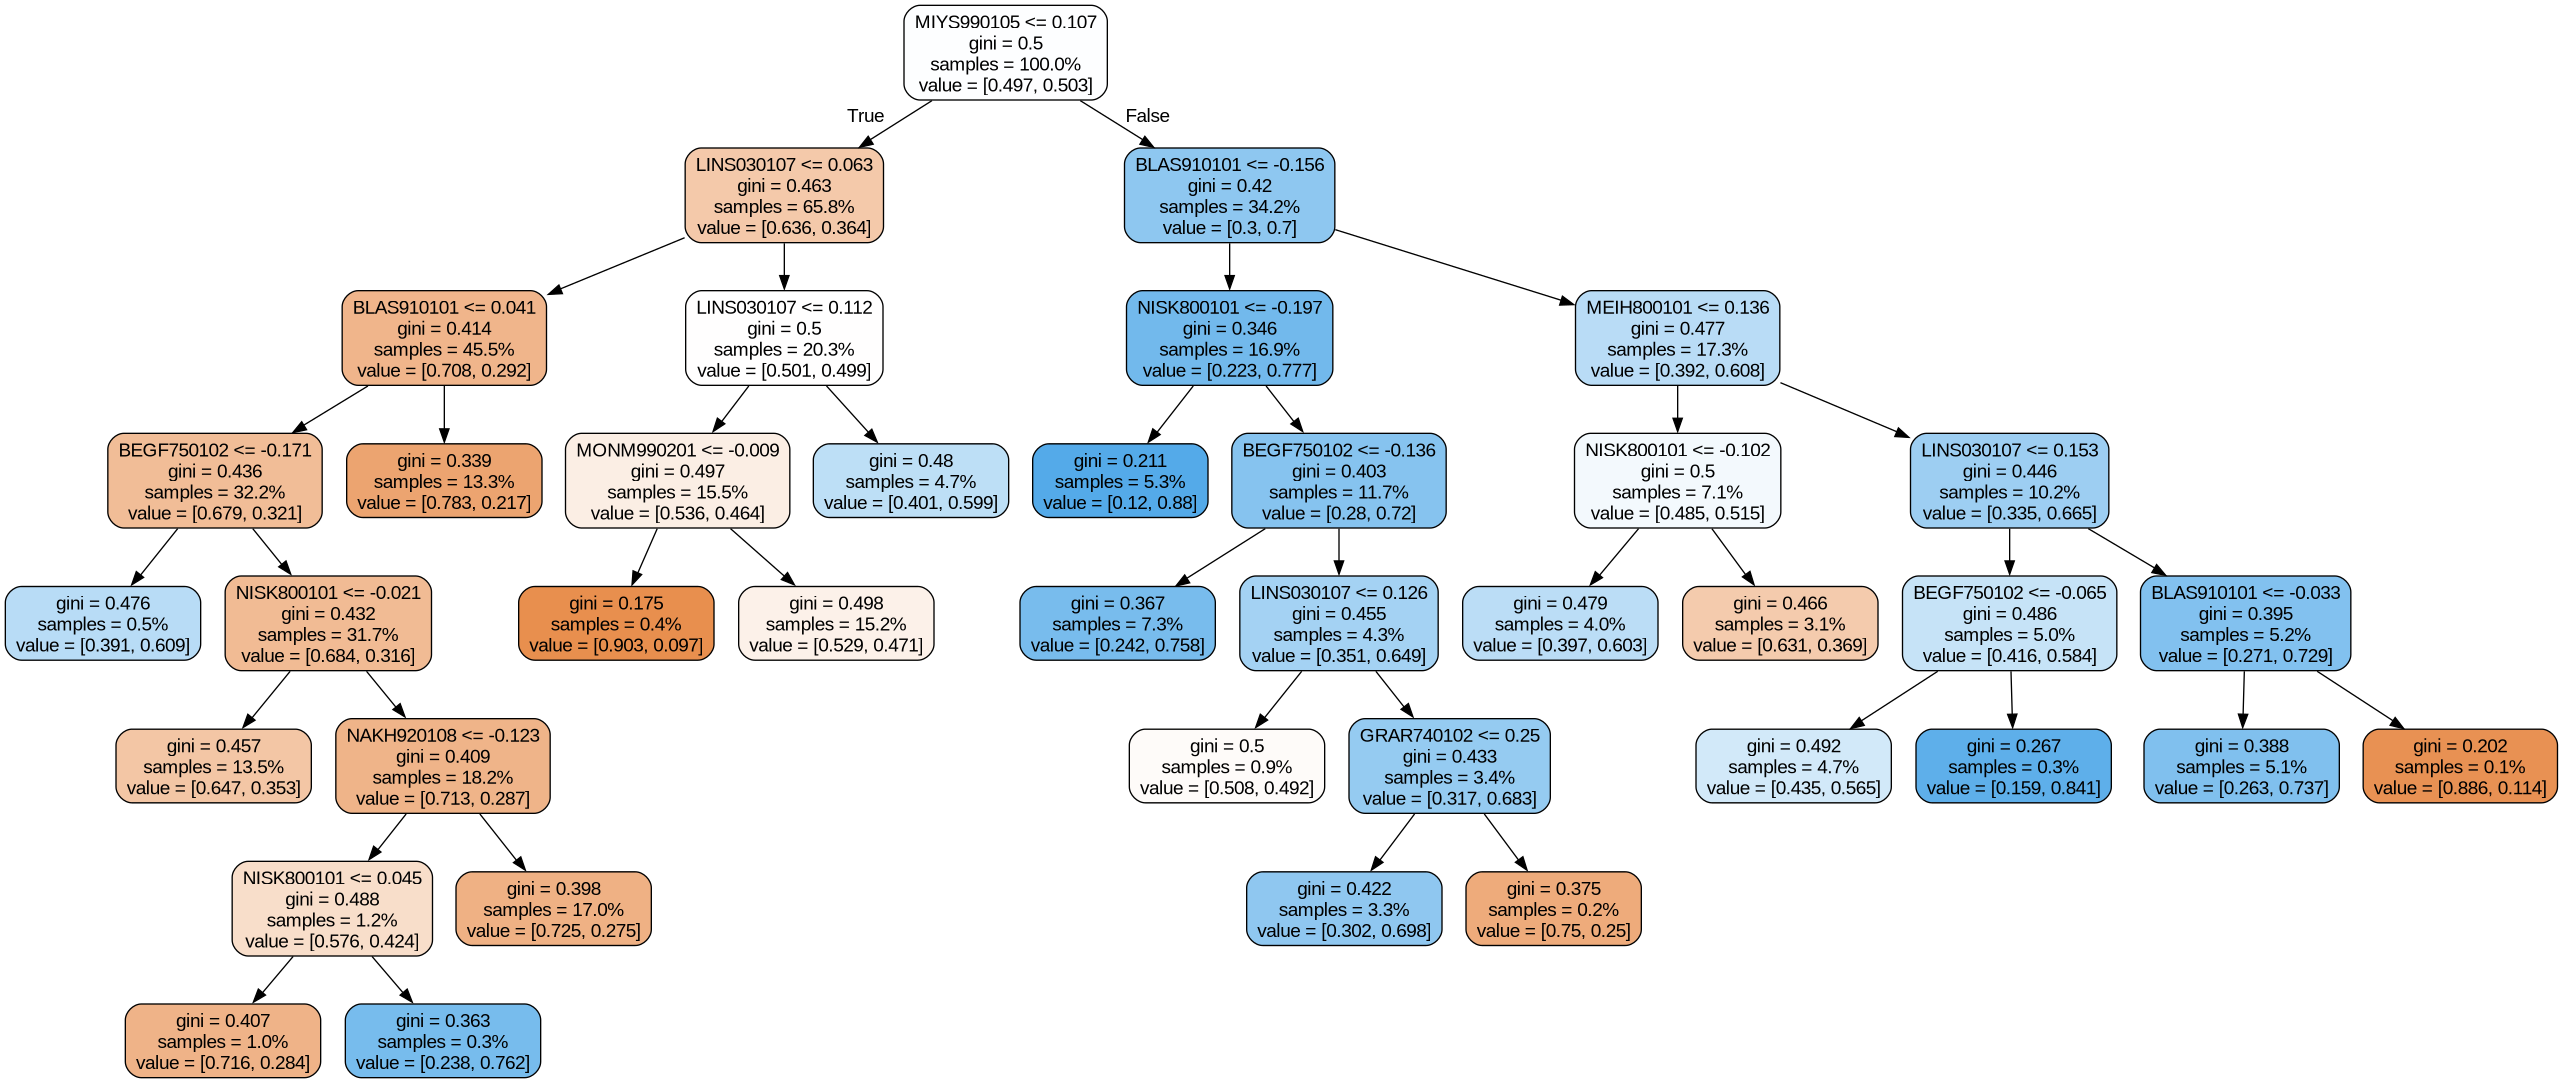 MIYS990105 <= 0.107
gini = 0.5
samples = 100.0%
value = [0.497, 0.503]
True
False
LINS030107 <= 0.063
gini = 0.463
samples = 65.8%
value = [0.636, 0.364]
BLAS910101 <= -0.156
gini = 0.42
samples = 34.2%
value = [0.3, 0.7]
BLAS910101 <= 0.041
gini = 0.414
samples = 45.5%
value = [0.708, 0.292]
LINS030107 <= 0.112
gini = 0.5
samples = 20.3%
value = [0.501, 0.499]
NISK800101 <= -0.197
gini = 0.346
samples = 16.9%
value = [0.223, 0.777]
MEIH800101 <= 0.136
gini = 0.477
samples = 17.3%
value = [0.392, 0.608]
BEGF750102 <= -0.171
gini = 0.436
samples = 32.2%
value = [0.679, 0.321]
gini = 0.339
samples = 13.3%
value = [0.783, 0.217]
MONM990201 <= -0.009
gini = 0.497
samples = 15.5%
value = [0.536, 0.464]
gini = 0.48
samples = 4.7%
value = [0.401, 0.599]
gini = 0.211
samples = 5.3%
value = [0.12, 0.88]
BEGF750102 <= -0.136
gini = 0.403
samples = 11.7%
value = [0.28, 0.72]
NISK800101 <= -0.102
gini = 0.5
samples = 7.1%
value = [0.485, 0.515]
LINS030107 <= 0.153
gini = 0.446
samples = 10.2%
value = [0.335, 0.665]
gini = 0.476
samples = 0.5%
value = [0.391, 0.609]
NISK800101 <= -0.021
gini = 0.432
samples = 31.7%
value = [0.684, 0.316]
gini = 0.175
samples = 0.4%
value = [0.903, 0.097]
gini = 0.498
samples = 15.2%
value = [0.529, 0.471]
gini = 0.367
samples = 7.3%
value = [0.242, 0.758]
LINS030107 <= 0.126
gini = 0.455
samples = 4.3%
value = [0.351, 0.649]
gini = 0.479
samples = 4.0%
value = [0.397, 0.603]
gini = 0.466
samples = 3.1%
value = [0.631, 0.369]
BEGF750102 <= -0.065
gini = 0.486
samples = 5.0%
value = [0.416, 0.584]
BLAS910101 <= -0.033
gini = 0.395
samples = 5.2%
value = [0.271, 0.729]
gini = 0.457
samples = 13.5%
value = [0.647, 0.353]
NAKH920108 <= -0.123
gini = 0.409
samples = 18.2%
value = [0.713, 0.287]
gini = 0.5
samples = 0.9%
value = [0.508, 0.492]
GRAR740102 <= 0.25
gini = 0.433
samples = 3.4%
value = [0.317, 0.683]
gini = 0.492
samples = 4.7%
value = [0.435, 0.565]
gini = 0.267
samples = 0.3%
value = [0.159, 0.841]
gini = 0.388
samples = 5.1%
value = [0.263, 0.737]
gini = 0.202
samples = 0.1%
value = [0.886, 0.114]
NISK800101 <= 0.045
gini = 0.488
samples = 1.2%
value = [0.576, 0.424]
gini = 0.398
samples = 17.0%
value = [0.725, 0.275]
gini = 0.422
samples = 3.3%
value = [0.302, 0.698]
gini = 0.375
samples = 0.2%
value = [0.75, 0.25]
gini = 0.407
samples = 1.0%
value = [0.716, 0.284]
gini = 0.363
samples = 0.3%
value = [0.238, 0.762]